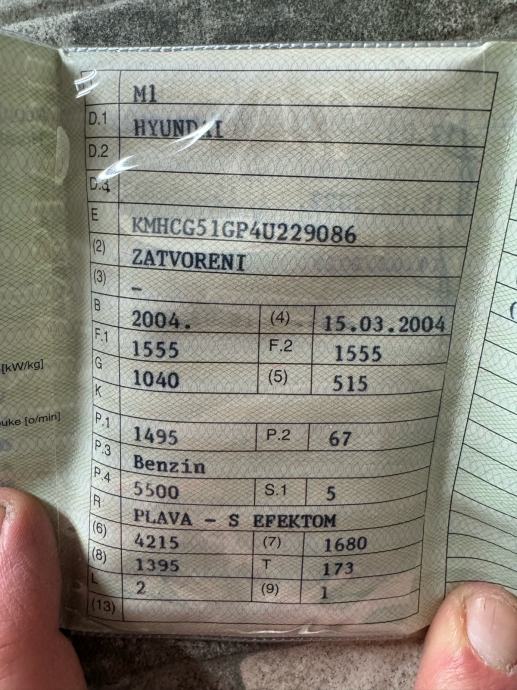 M1
D.1 HYUNDAI
D.2
D.3
E KMHCG51GP4U229086
(2) ZATVORENI
(3) –
B 2004. (4) 15.03.2004
F.1 1555 F.2 1555
G 1040 (5) 515
K
P.1 1495 P.2 67
P.3 Benzin
P.4 5500 S.1 5
R PLAVA - S EFEKTOM
(6) 4215 (7) 1680
(8) 1395 T 173
L 2 (9) 1
(13)
[kW/kg]
[o/min]